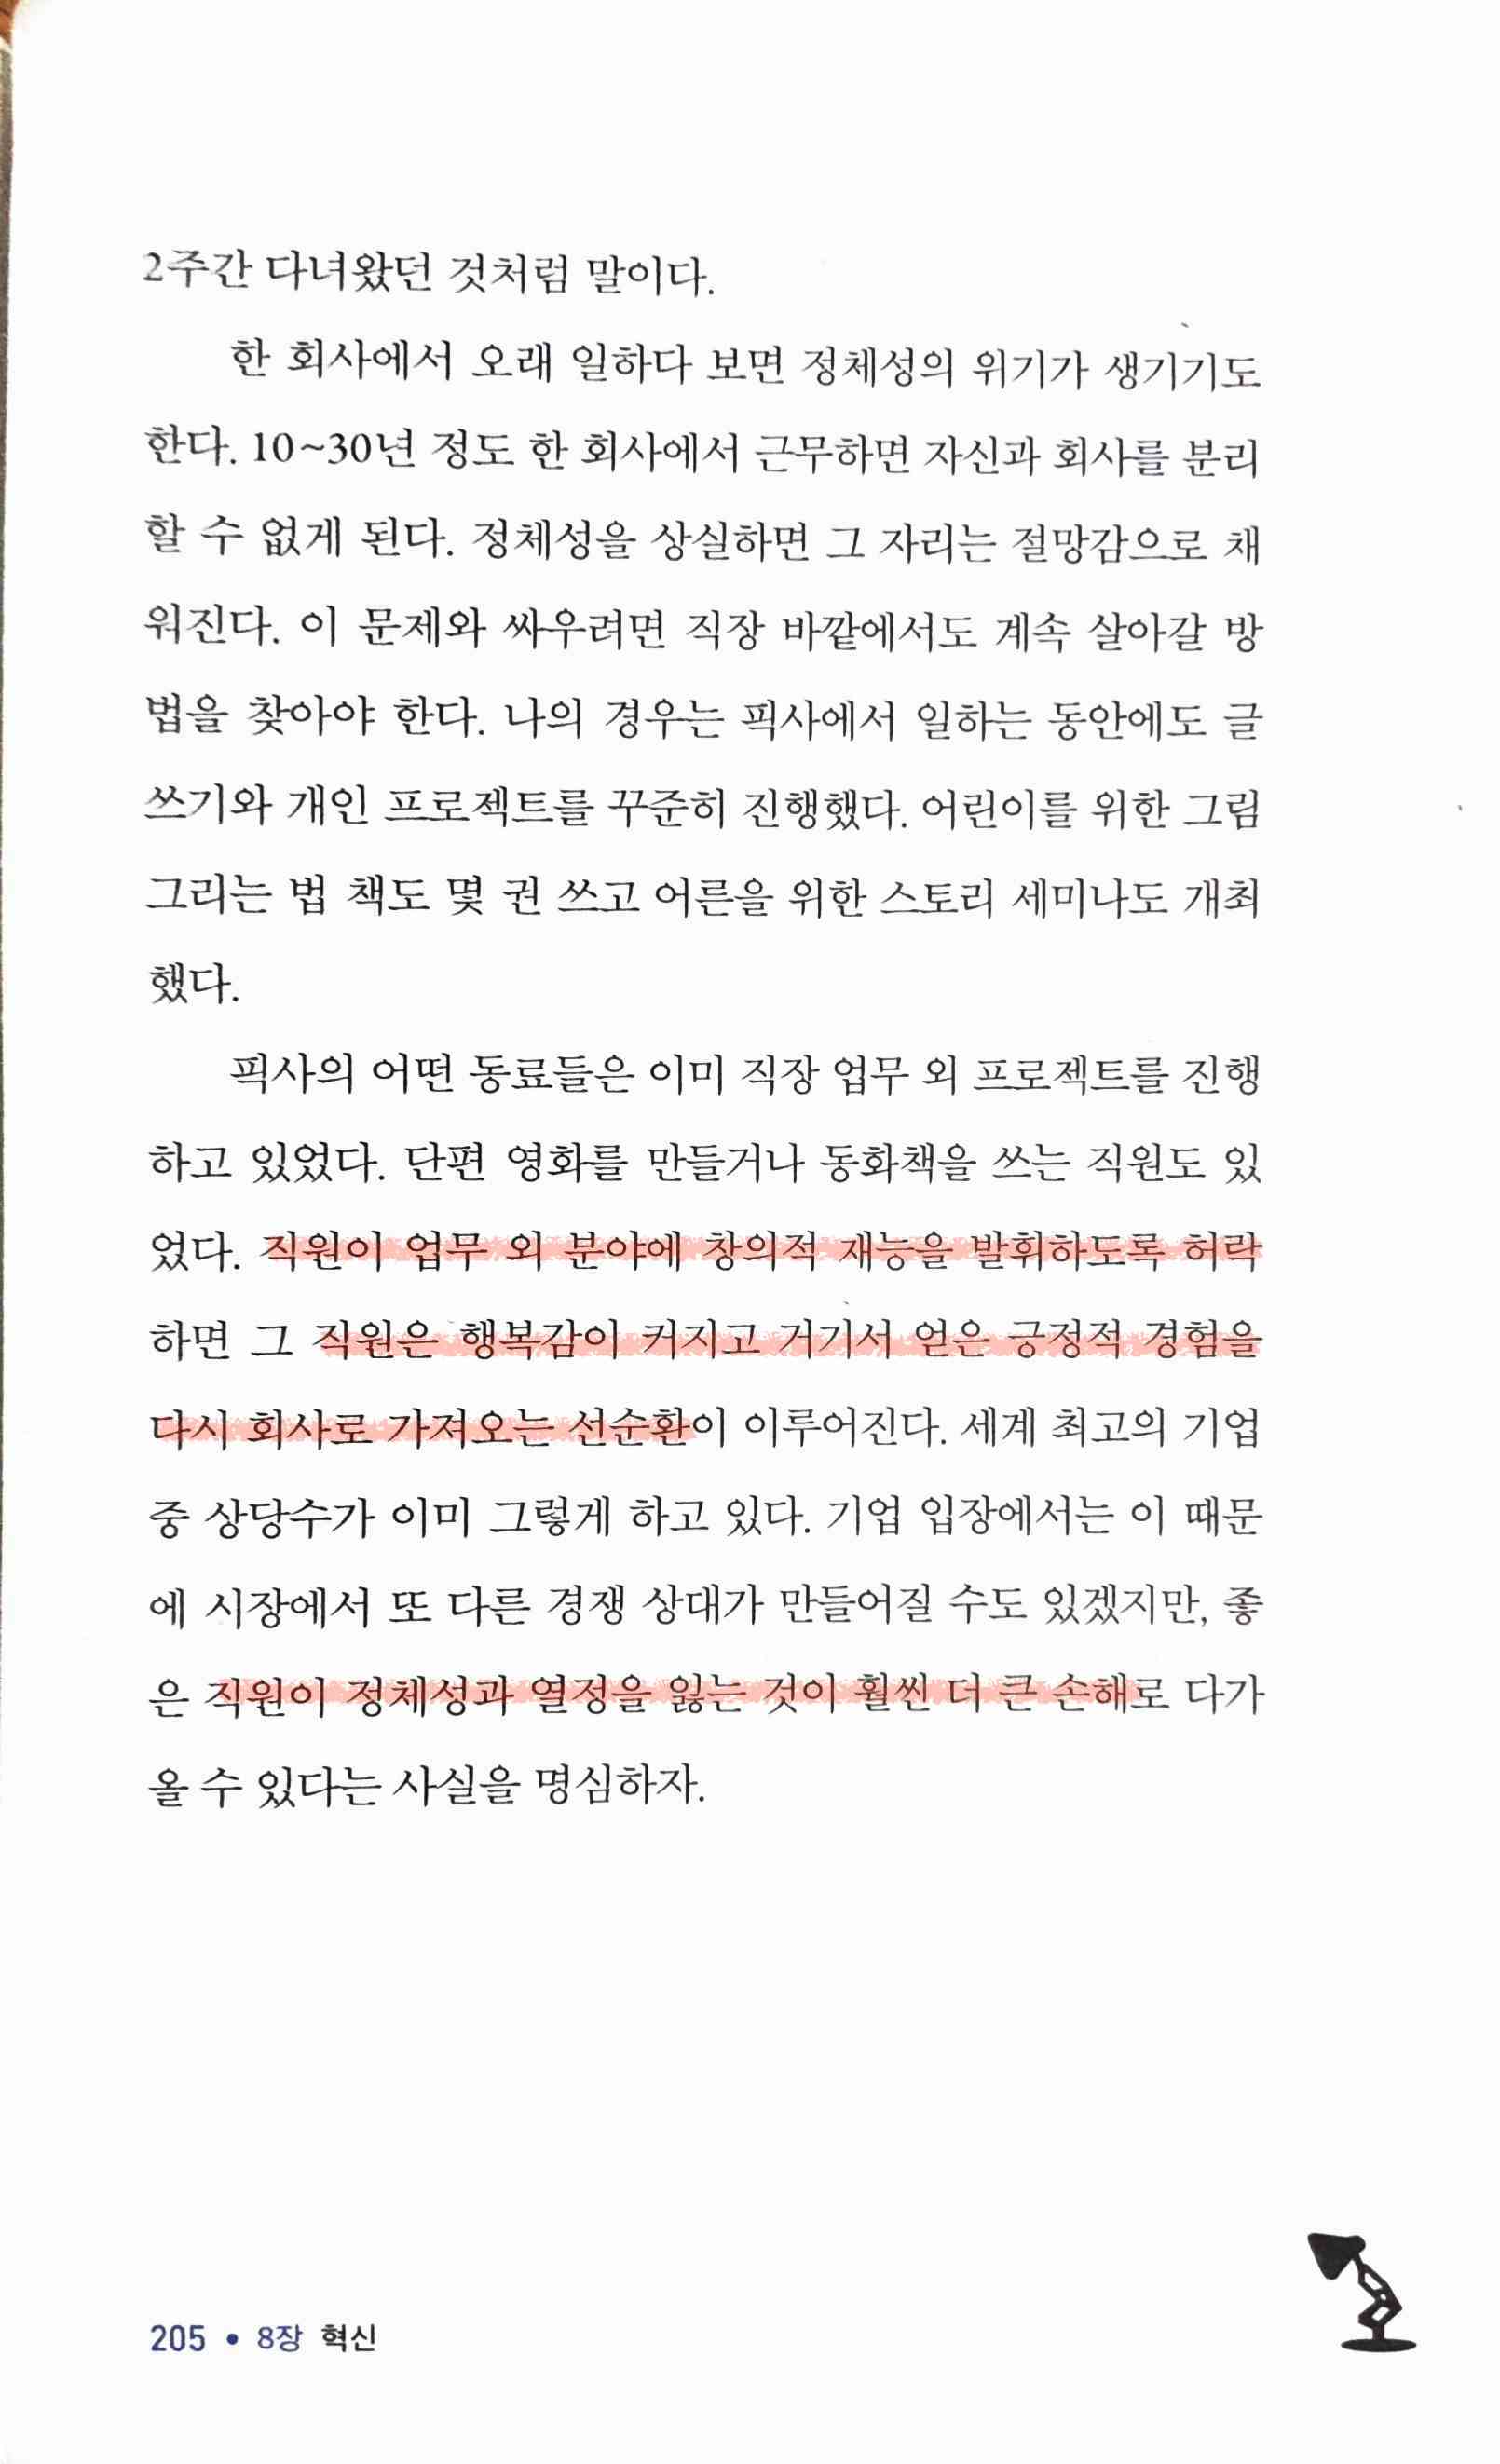 2주간 다녀왔던 것처럼 말이다.
한 회사에서 오래 일하다 보면 정체성의 위기가 생기기도
한다. 10~30년 정도 한 회사에서 근무하면 자신과 회사를 분리
할 수 없게 된다. 정체성을 상실하면 그 자리는 절망감으로 채
워진다. 이 문제와 싸우려면 직장 바깥에서도 계속 살아갈 방
법을 찾아야 한다. 나의 경우는 픽사에서 일하는 동안에도 글
쓰기와 개인 프로젝트를 꾸준히 진행했다. 어린이를 위한 그림
그리는 법 책도 몇 권 쓰고 어른을 위한 스토리 세미나도 개최
했다.
픽사의 어떤 동료들은 이미 직장 업무 외 프로젝트를 진행
하고 있었다. 단편 영화를 만들거나 동화책을 쓰는 직원도 있
었다. 직원이 업무 외 분야에 창의적 재능을 발휘하도록 허락
하면 그 직원은 행복감이 커지고 거기서 얻은 긍정적 경험을
다시 회사로 가져오는 선순환이 이루어진다. 세계 최고의 기업
중 상당수가 이미 그렇게 하고 있다. 기업 입장에서는 이 때문
에 시장에서 또 다른 경쟁 상대가 만들어질 수도 있겠지만, 좋
은 직원이 정체성과 열정을 잃는 것이 훨씬 더 큰 손해로 다가
올 수 있다는 사실을 명심하자.
205 • 8장 혁신